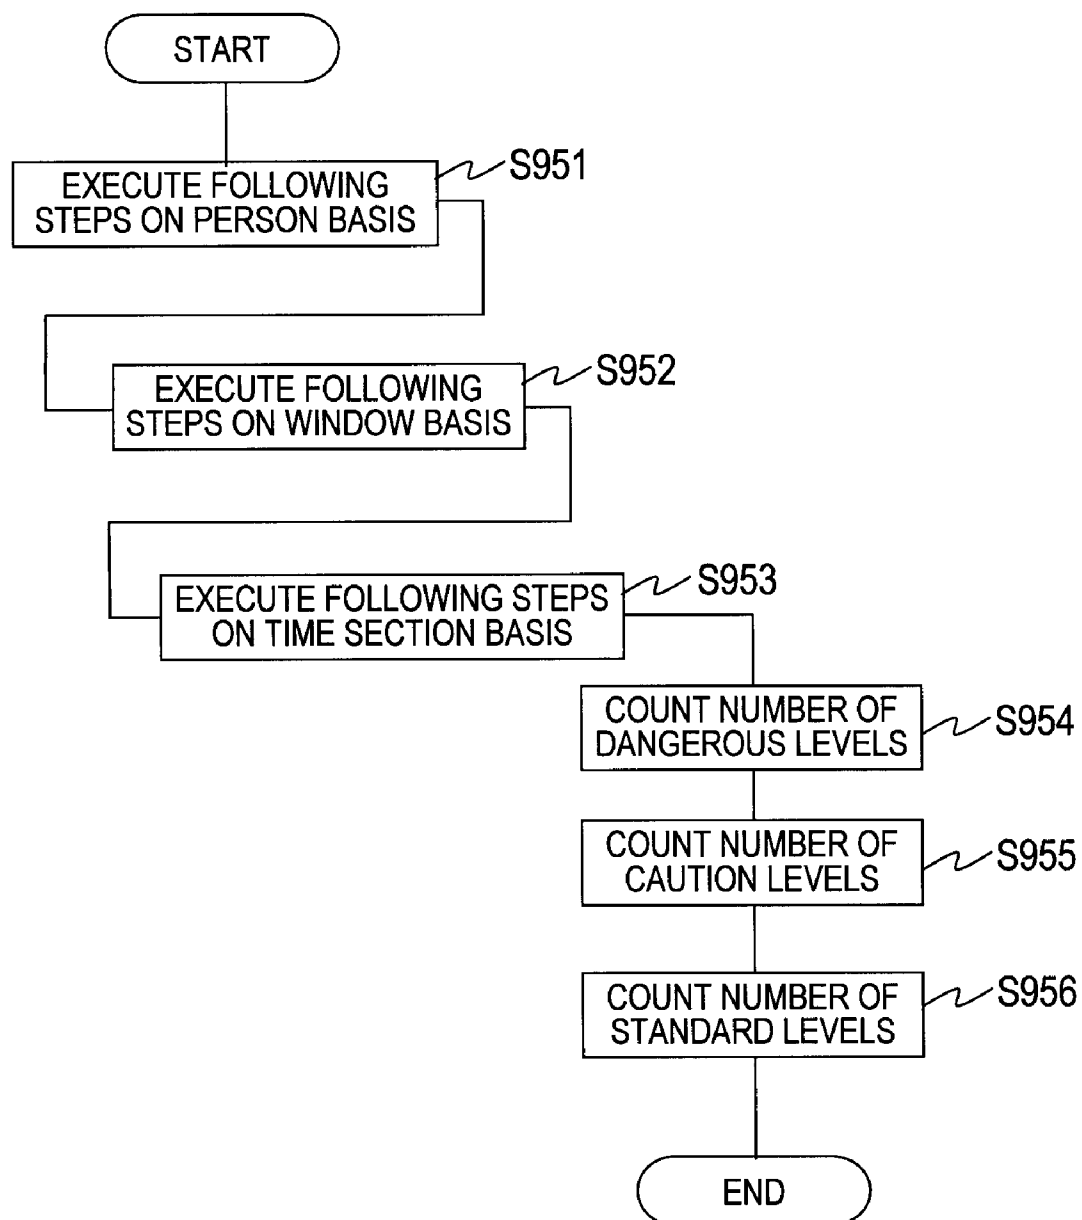 START
S951
EXECUTE FOLLOWING
STEPS ON PERSON BASIS
S952
EXECUTE FOLLOWING
STEPS ON WINDOW BASIS
S953
EXECUTE FOLLOWING STEPS
ON TIME SECTION BASIS
COUNT NUMBER OF
DANGEROUS LEVELS
S954
COUNT NUMBER OF
CAUTION LEVELS
S955
COUNT NUMBER OF
STANDARD LEVELS
S956
END